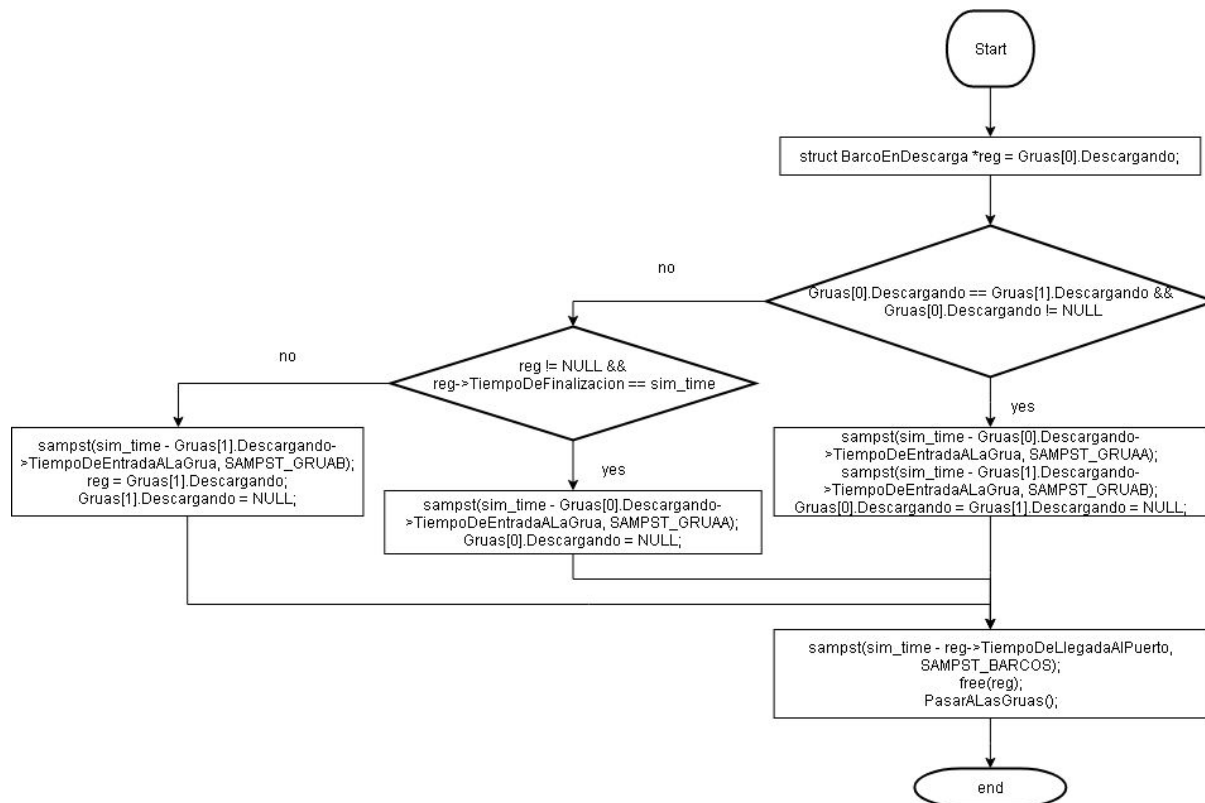 Start
struct BarcoEnDescarga *reg = Gruas[0].Descargando;
no
Gruas[0].Descargando == Gruas[1].Descargando &&
Gruas[0].Descargando != NULL
no
reg != NULL &&
reg->TiempoDeFinalizacion == sim_time
yes
sampst(sim_time - Gruas[1].Descargando-
>TiempoDeEntradaALaGrua, SAMPST_GRUAB);
reg = Gruas[1].Descargando;
Gruas[1].Descargando = NULL;
yes
sampst(sim_time - Gruas[0].Descargando-
>TiempoDeEntradaALaGrua, SAMPST_GRUAA);
Gruas[0].Descargando = NULL;
sampst(sim_time - Gruas[0].Descargando-
>TiempoDeEntradaALaGrua, SAMPST_GRUAA);
sampst(sim_time - Gruas[1].Descargando-
>TiempoDeEntradaALaGrua, SAMPST_GRUAB);
Gruas[0].Descargando = Gruas[1].Descargando = NULL;
sampst(sim_time - reg->TiempoDeLlegadaAlPuerto,
SAMPST_BARCOS);
free(reg);
PasarALasGruas();
end